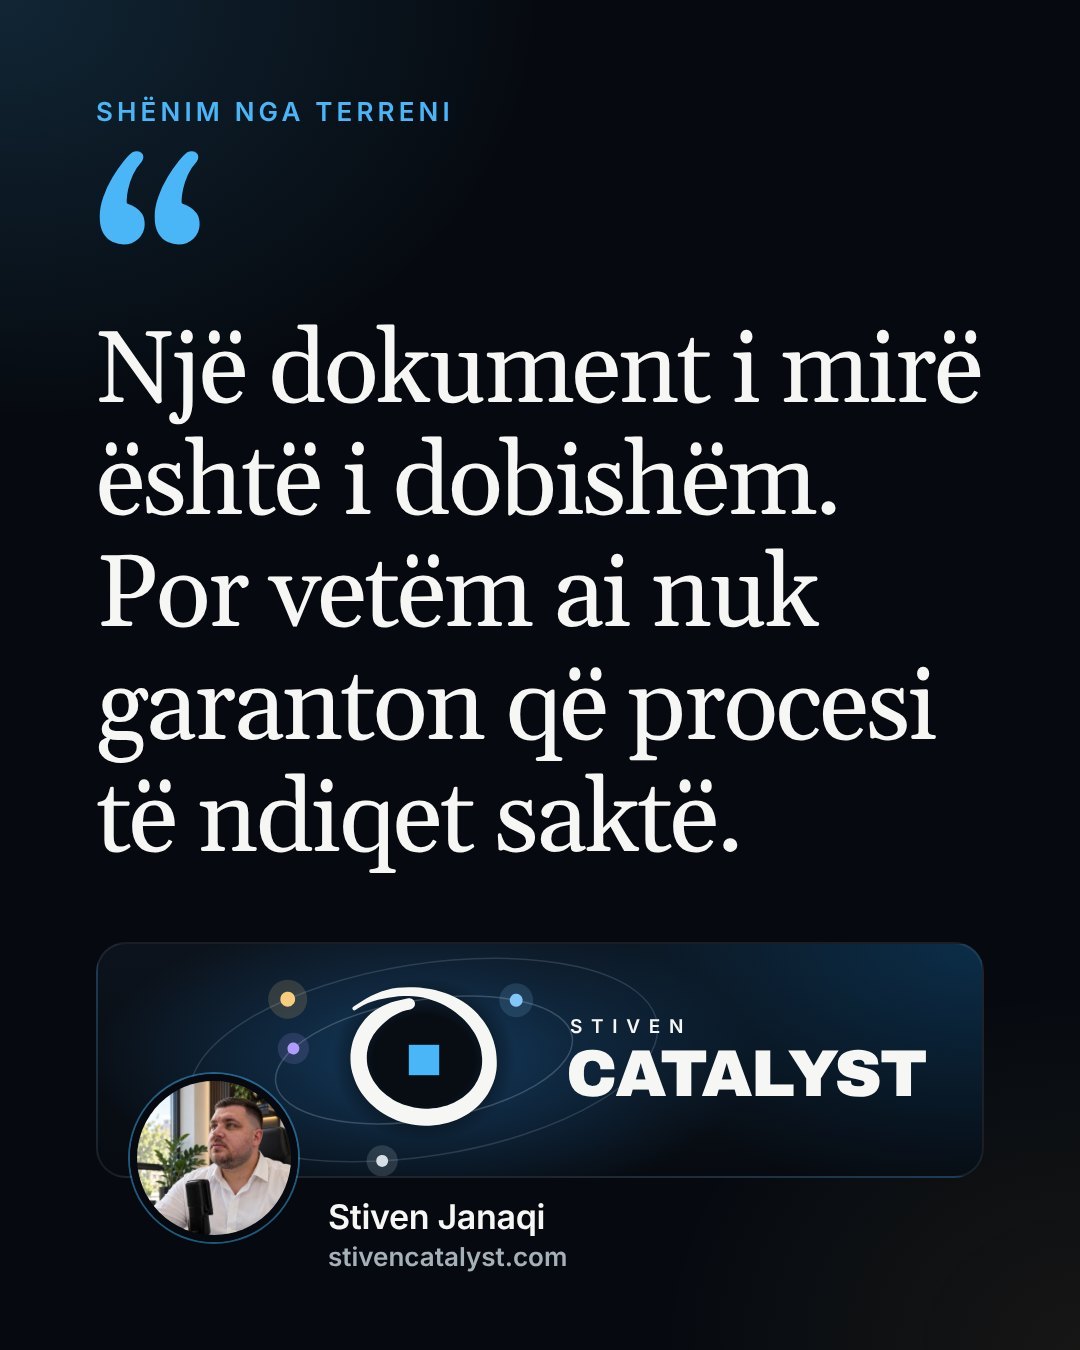 SHËNIM NGA TERRENI
“
Një dokument i mirë
është i dobishëm.
Por vetëm ai nuk
garanton që procesi
të ndiqet saktë.
STIVEN
CATALYST
Stiven Janaqi
stivencatalyst.com